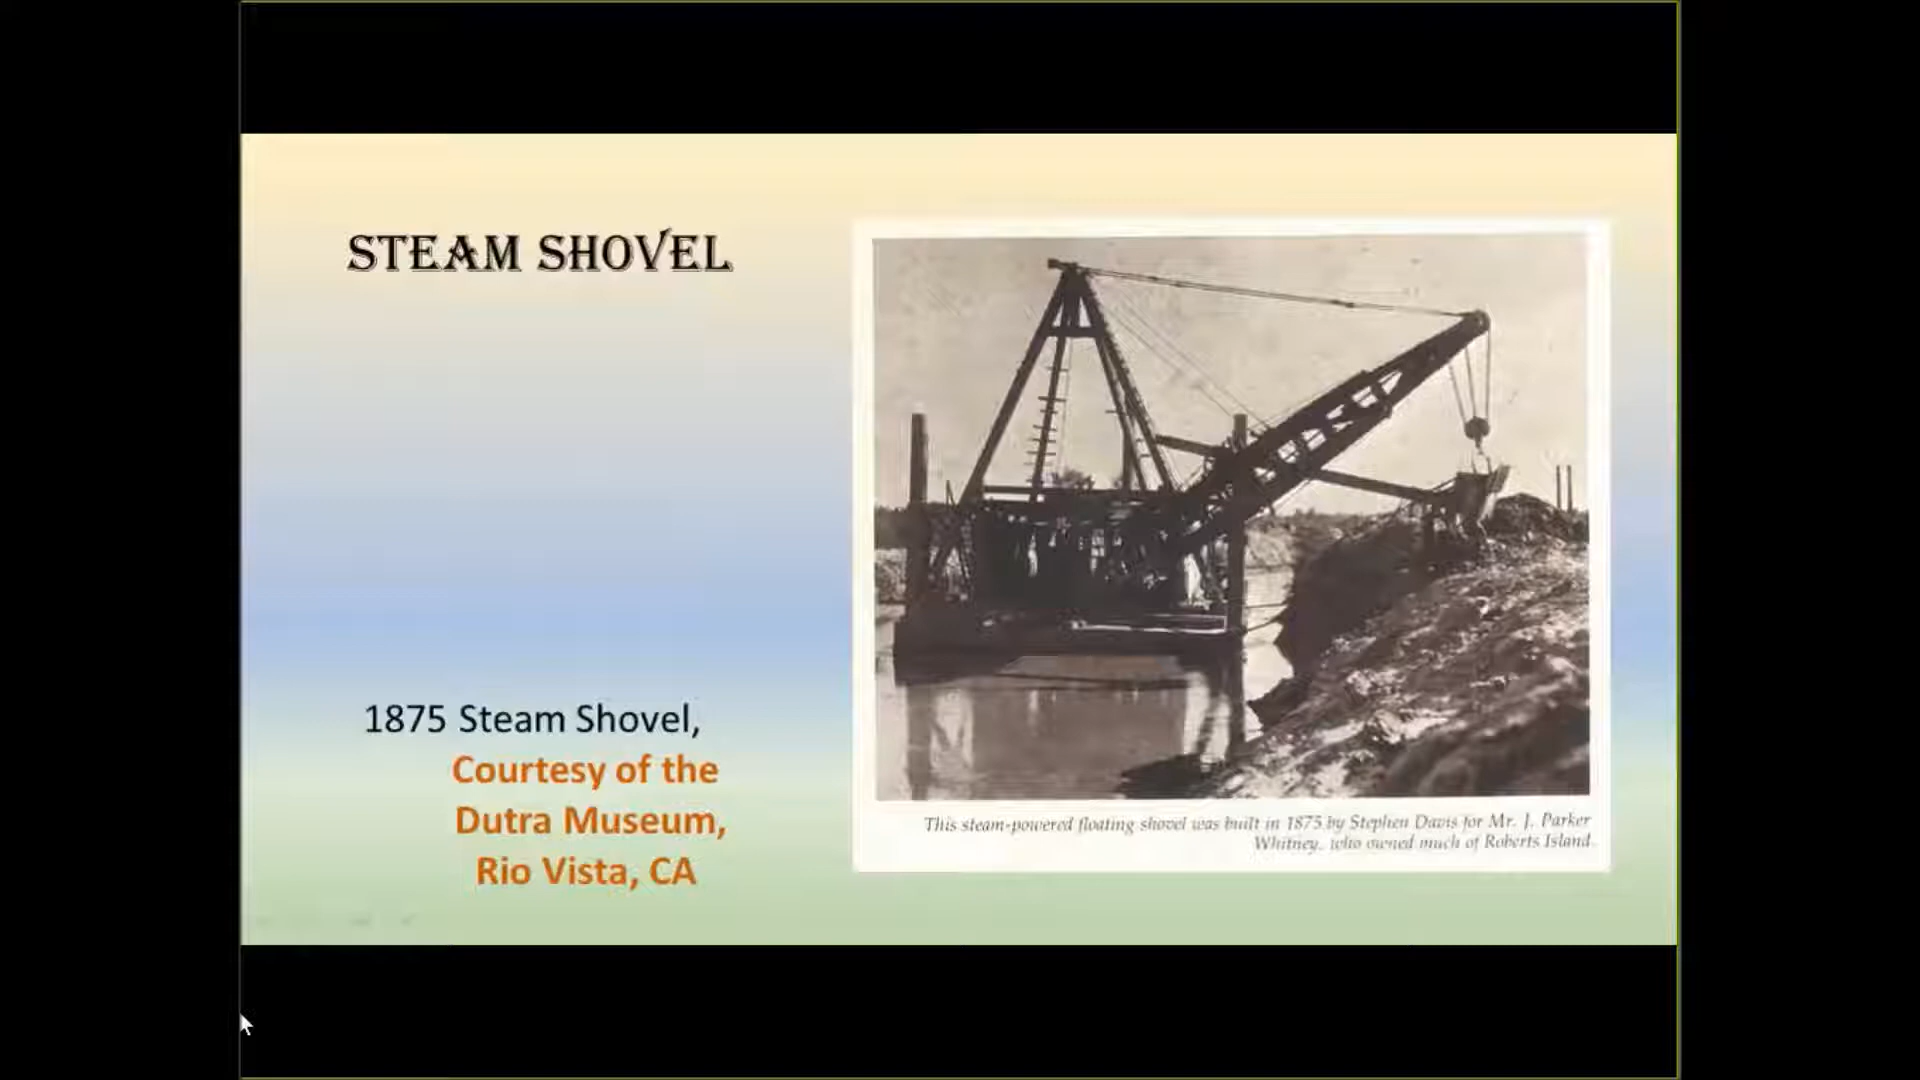 STEAM SHOVEL
1875 Steam Shovel,
Courtesy of the
Dutra Museum,
Rio Vista, CA
This steam-powered floating shovel was built in 1875 by Stephen Davis for Mr. J. Parker
Whitney, who owned much of Roberts Island.